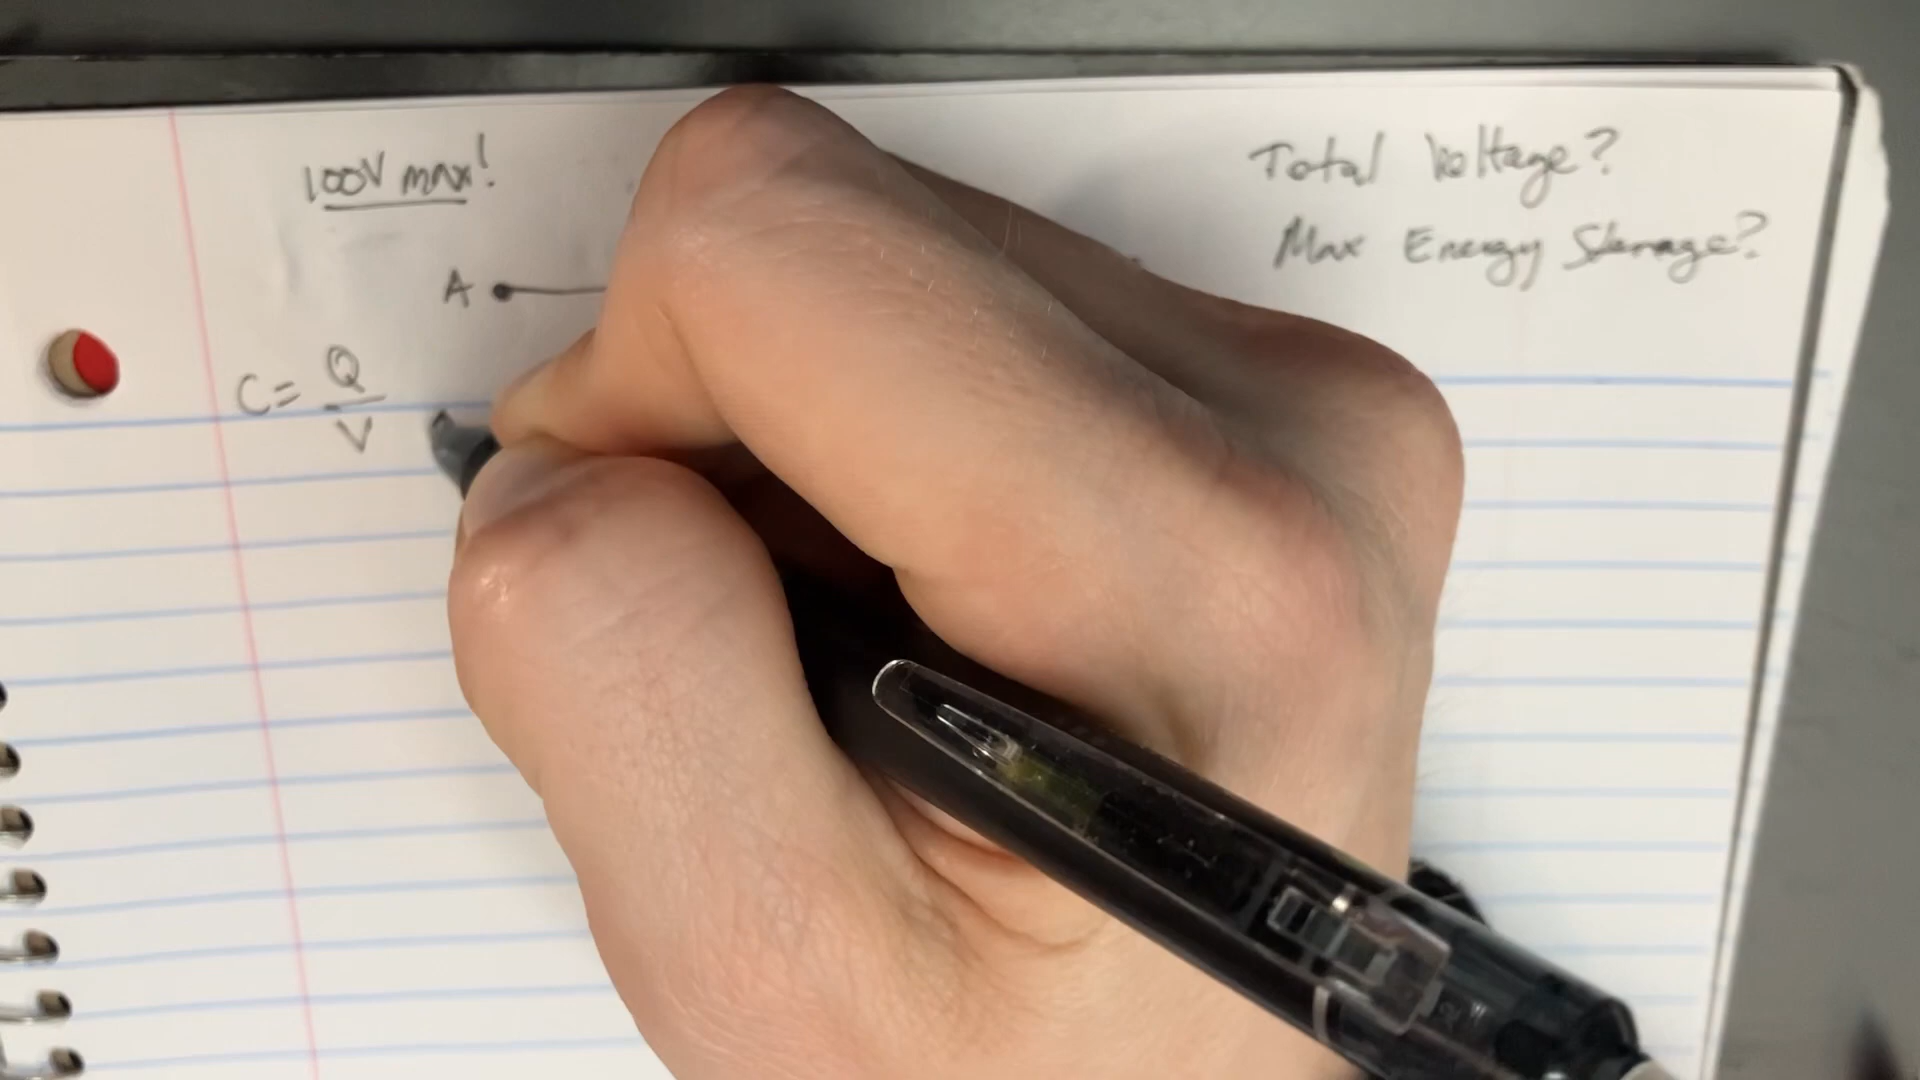 100V max!
Total Voltage?
Max Energy Storage?
A
C = Q
V